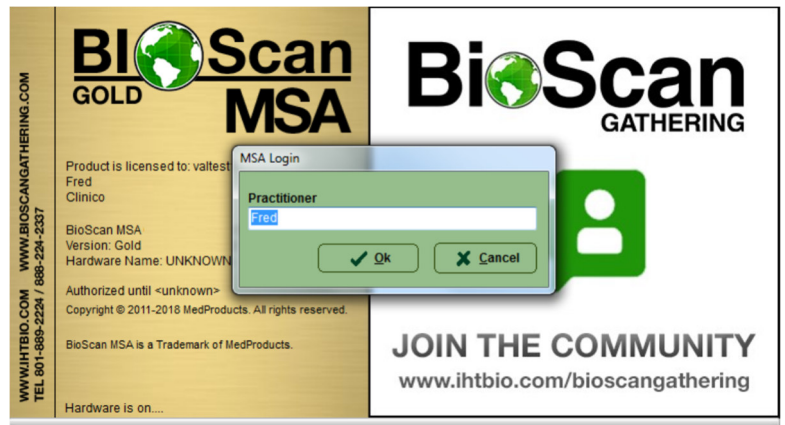 WWW.IHTBIO.COM WWW.BIOSCANGATHERING.COM
TEL 801-889-2224 / 888-224-2337
BIOScan
GOLD
MSA
Product is licensed to: valtest
Fred
Clinico
BioScan MSA
Version: Gold
Hardware Name: UNKNOWN
Authorized until <unknown>
Copyright © 2011-2018 MedProducts. All rights reserved.
BioScan MSA is a Trademark of MedProducts.
Hardware is on....
MSA Login
Practitioner
Fred
Ok
Cancel
BioScan
GATHERING
JOIN THE COMMUNITY
www.ihtbio.com/bioscangathering